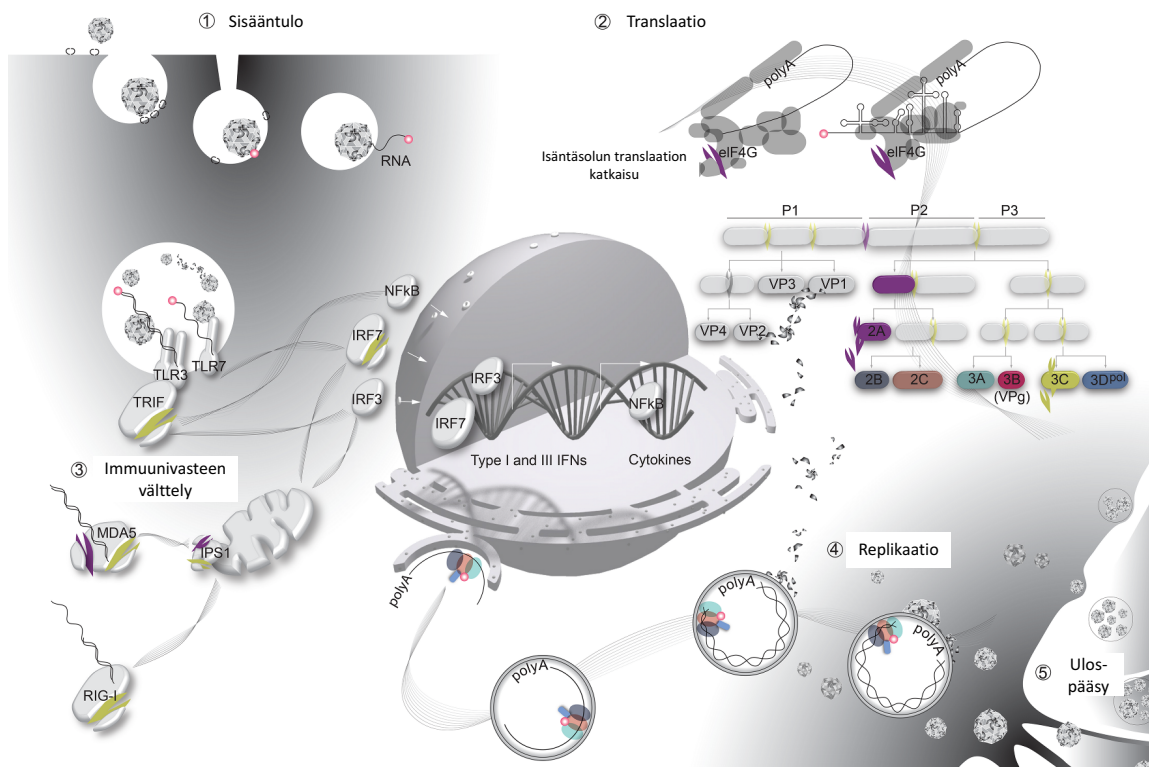 ① Sisääntulo
② Translaatio
RNA
polyA
polyA
eIF4G
eIF4G
Isäntäsolun translaation
katkaisu
P1 P2 P3
VP3 VP1
VP4 VP2
2A
2B 2C 3A 3B 3C 3Dpol
(VPg)
TLR3 TLR7
TRIF
NFkB
IRF7
IRF3
IRF3
IRF7
NFkB
Type I and III IFNs Cytokines
③ Immuunivasteen
välttely
MDA5
IPS1
RIG-I
polyA
polyA
④ Replikaatio
polyA
polyA
⑤ Ulos-
pääsy